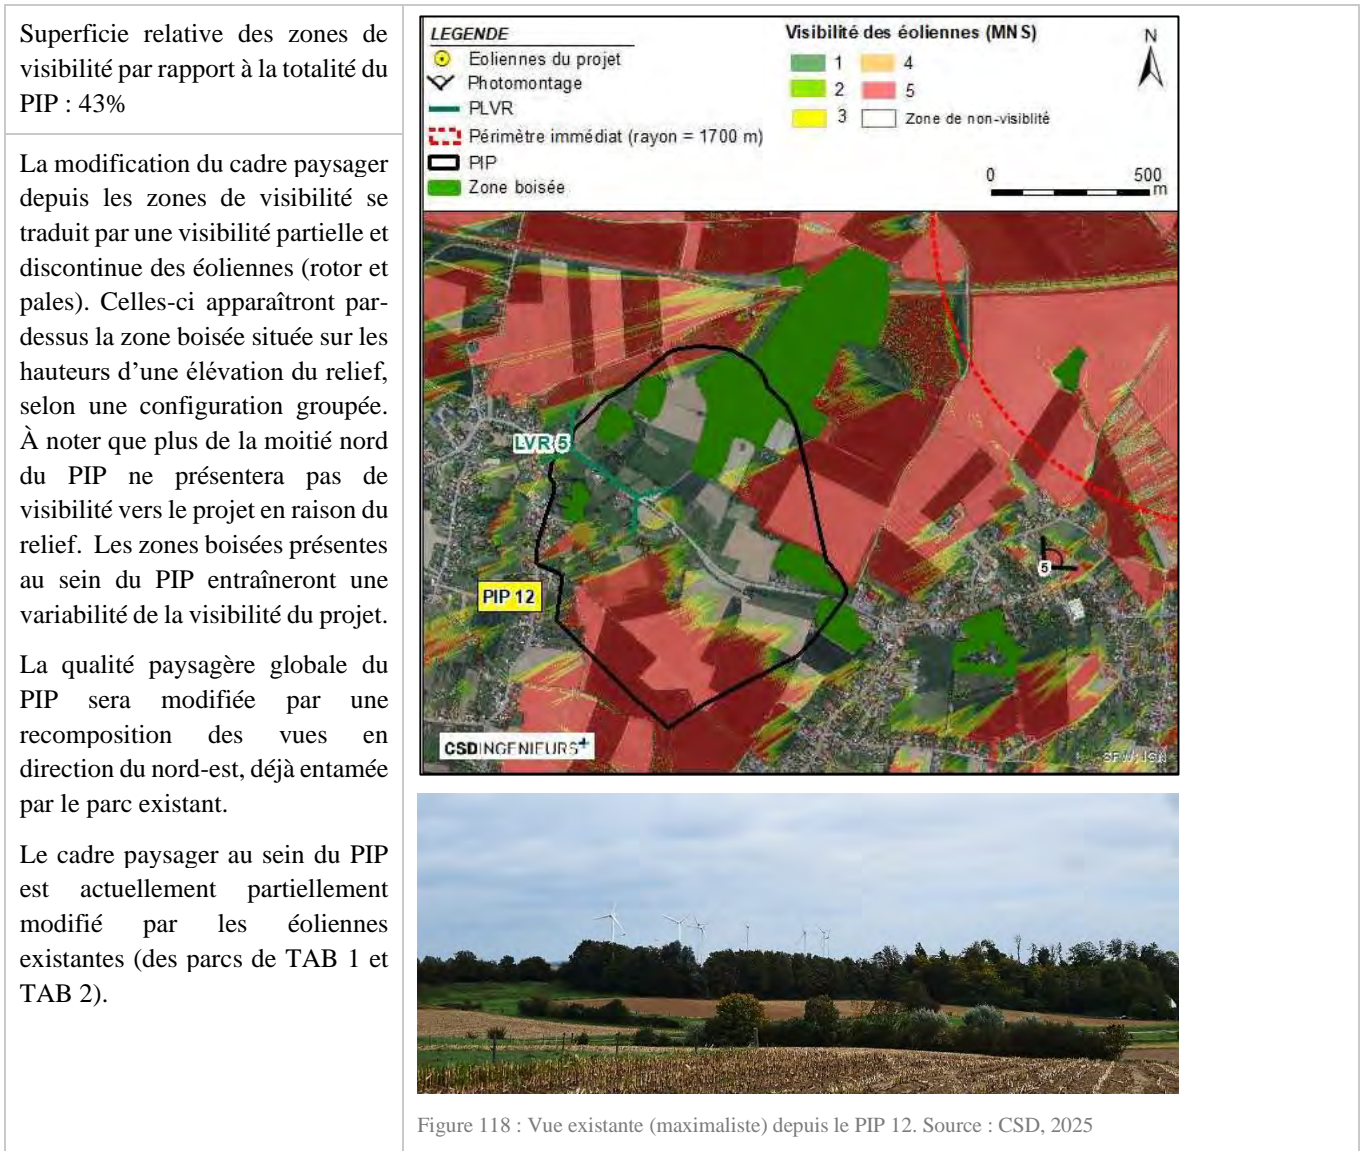 Superficie relative des zones de
visibilité par rapport à la totalité du
PIP : 43%
La modification du cadre paysager
depuis les zones de visibilité se
traduit par une visibilité partielle et
discontinue des éoliennes (rotor et
pales). Celles-ci apparaîtront par-
dessus la zone boisée située sur les
hauteurs d'une élévation du relief,
selon une configuration groupée.
À noter que plus de la moitié nord
du PIP ne présentera pas de
visibilité vers le projet en raison du
relief. Les zones boisées présentes
au sein du PIP entraîneront une
variabilité de la visibilité du projet.
La qualité paysagère globale du
PIP sera modifiée par une
recomposition des vues en
direction du nord-est, déjà entamée
par le parc existant.
Le cadre paysager au sein du PIP
est actuellement partiellement
modifié par les éoliennes
existantes (des parcs de TAB 1 et
TAB 2).
LEGENDE
Eoliennes du projet
Photomontage
PLVR
Périmètre immédiat (rayon = 1700 m)
PIP
Zone boisée
Visibilité des éoliennes (MNS)
1
4
2
5
3
Zone de non-visiblité
N
0
500
m
LVR 5
PIP 12
5
CSDINGENIEURS+
SPW; IGN
Figure 118 : Vue existante (maximaliste) depuis le PIP 12. Source : CSD, 2025